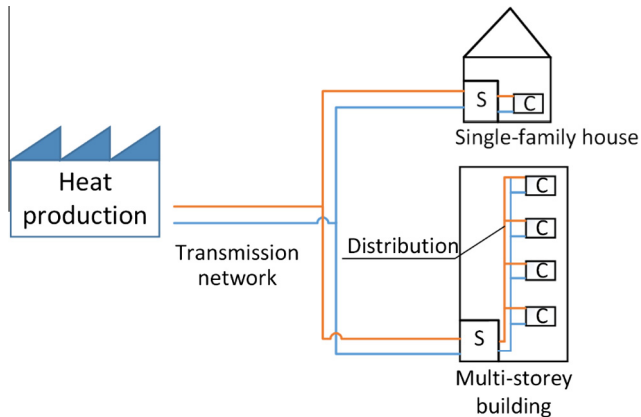 Heat
production
Transmission
network
S
C
Single-family house
Distribution
C
C
C
C
S
Multi-storey
building